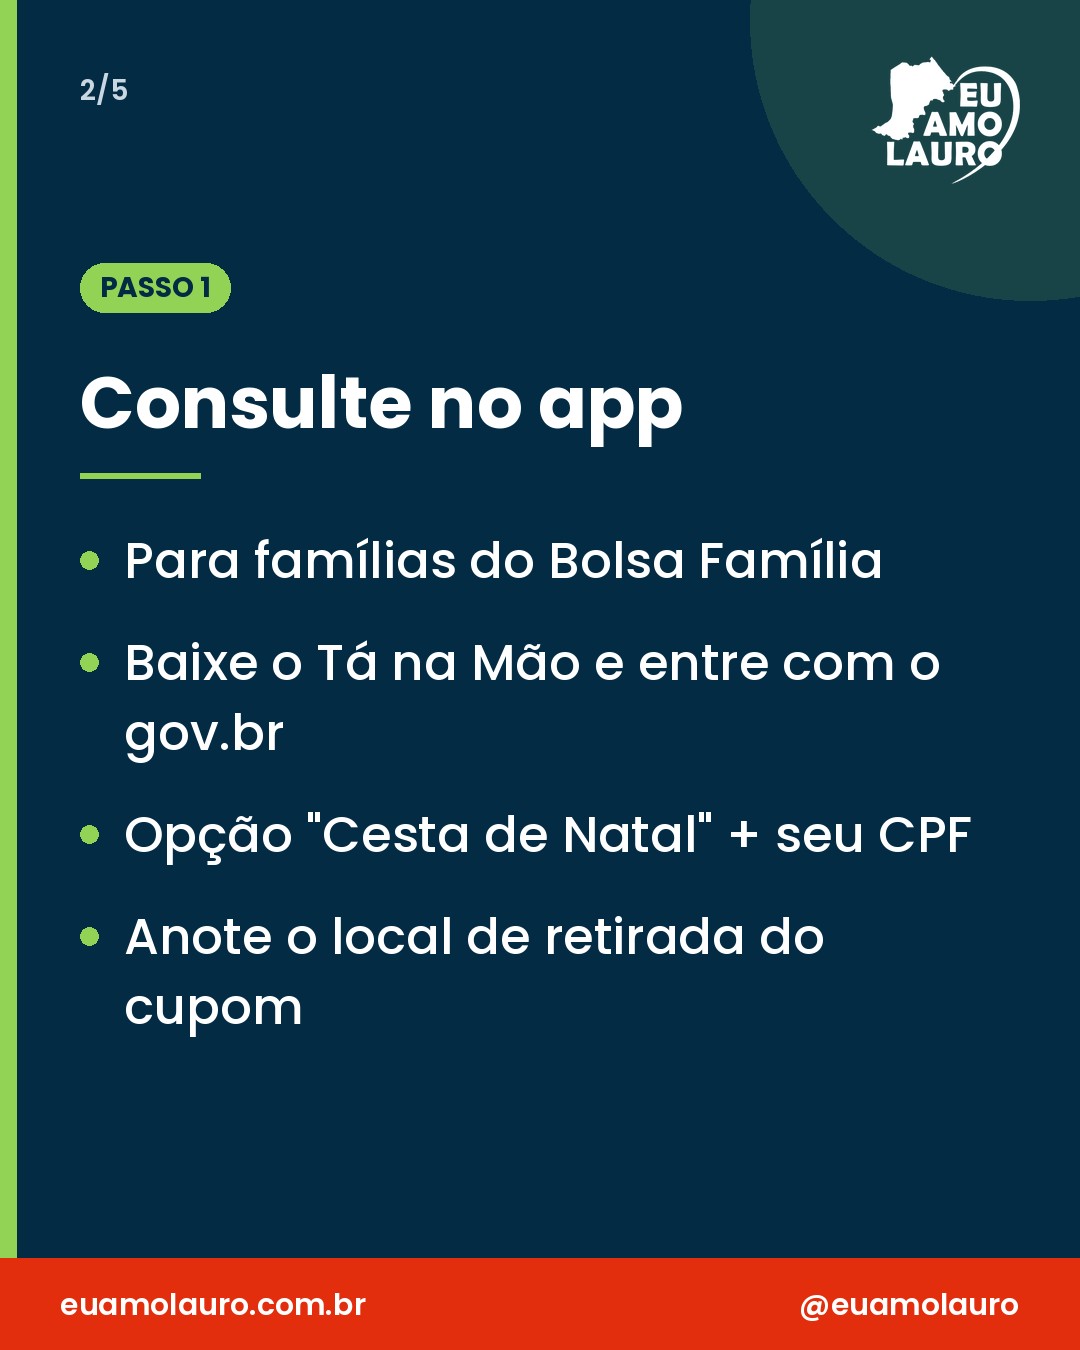 2/5
EU
AMO
LAURO
PASSO 1
Consulte no app
Para famílias do Bolsa Família
Baixe o Tá na Mão e entre com o
gov.br
Opção "Cesta de Natal" + seu CPF
Anote o local de retirada do
cupom
euamolauro.com.br
@euamolauro